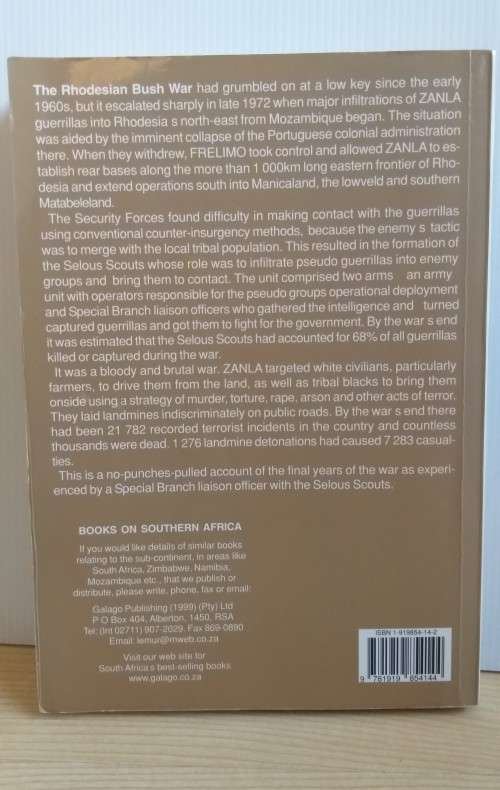 The Rhodesian Bush War had grumbled on at a low key since the early
1960s, but it escalated sharply in late 1972 when major infiltrations of ZANLA
guerrillas into Rhodesia s north-east from Mozambique began. The situation
was aided by the imminent collapse of the Portuguese colonial administration
there. When they withdrew, FRELIMO took control and allowed ZANLA to es-
tablish rear bases along the more than 1 000km long eastern frontier of Rho-
desia and extend operations south into Manicaland, the lowveld and southern
Matabeleland.
The Security Forces found difficulty in making contact with the guerrillas
using conventional counter-insurgency methods, because the enemy s tactic
was to merge with the local tribal population. This resulted in the formation of
the Selous Scouts whose role was to infiltrate pseudo guerrillas into enemy
groups and bring them to contact. The unit comprised two arms an army
unit with operators responsible for the pseudo groups operational deployment
and Special Branch liaison officers who gathered the intelligence and turned
captured guerrillas and got them to fight for the government. By the war s end
it was estimated that the Selous Scouts had accounted for 68% of all guerrillas
killed or captured during the war.
It was a bloody and brutal war. ZANLA targeted white civilians, particularly
farmers, to drive them from the land, as well as tribal blacks to bring them
onside using a strategy of murder, torture, rape, arson and other acts of terror.
They laid landmines indiscriminately on public roads. By the war s end there
had been 21 782 recorded terrorist incidents in the country and countless
thousands were dead. 1 276 landmine detonations had caused 7 283 casual-
ties.
This is a no-punches-pulled account of the final years of the war as experi-
enced by a Special Branch liaison officer with the Selous Scouts.
BOOKS ON SOUTHERN AFRICA
If you would like details of similar books
relating to the sub-continent, in areas like
South Africa, Zimbabwe, Namibia,
Mozambique etc., that we publish or
distribute, please write, phone, fax or email:
Galago Publishing (1999) (Pty) Ltd
P O Box 404, Alberton, 1450, RSA
Tel: (Int 02711) 907-2029. Fax 869-0890
Email: lemur@mweb.co.za
Visit our web site for
South Africa's best-selling books:
www.galago.co.za
ISBN 1-919854-14-2
9 781919 854144